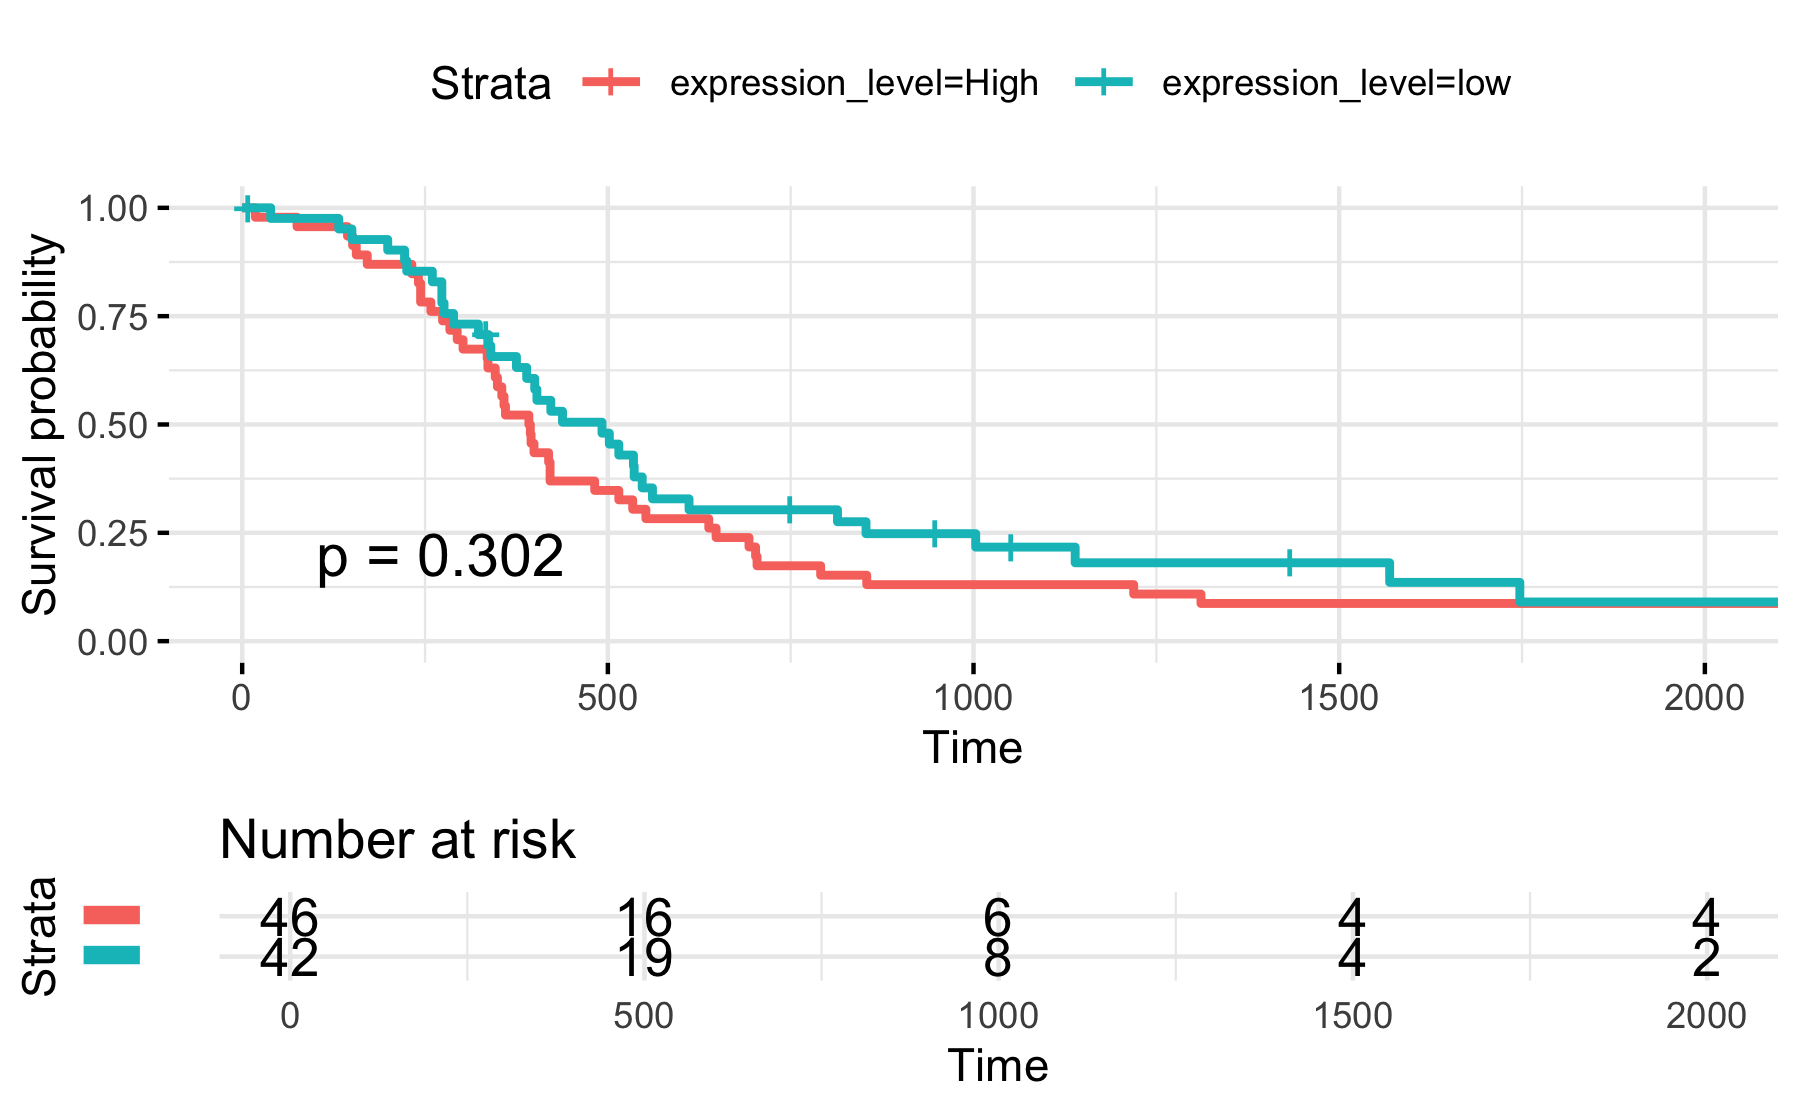 Strata expression_level=High expression_level=low
Survival probability
1.00
0.75
0.50
0.25
0.00
p = 0.302
0 500 1000 1500 2000
Time
Number at risk
Strata
46 16 6 4 4
42 19 8 4 2
0 500 1000 1500 2000
Time